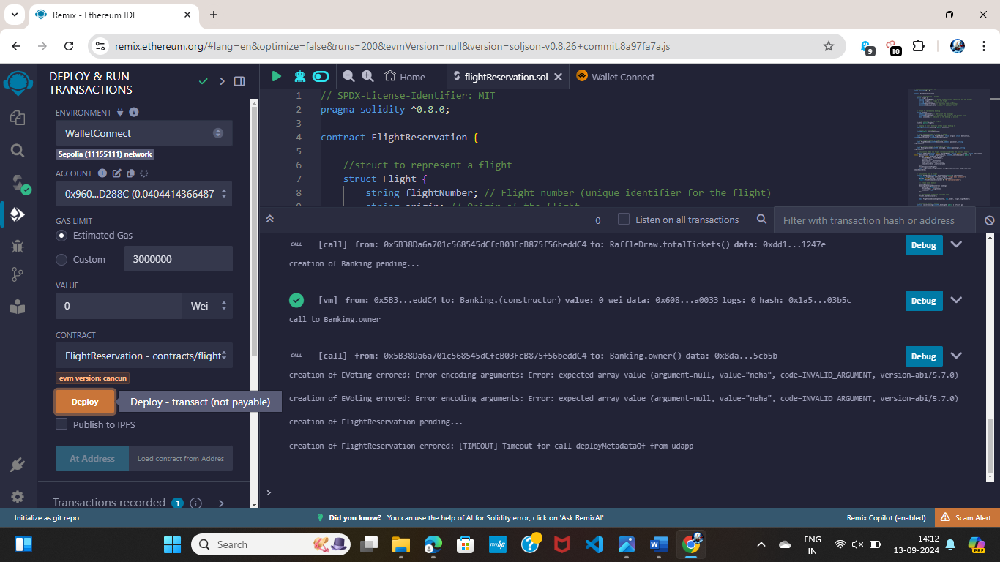 Remix - Ethereum IDE
remix.ethereum.org/#lang=en&optimize=false&runs=200&evmVersion=null&version=soljson-v0.8.26+commit.8a97fa7a.js
9
10
DEPLOY & RUN
TRANSACTIONS
ENVIRONMENT
WalletConnect
Sepolia (11155111) network
ACCOUNT
0x960...D288C (0.0404414366487
GAS LIMIT
Estimated Gas
Custom
3000000
VALUE
0
Wei
CONTRACT
FlightReservation - contracts/flight
evm version: cancun
Deploy
Deploy - transact (not payable)
Publish to IPFS
At Address
Load contract from Addres
Transactions recorded 1
Home
flightReservation.sol
Wallet Connect
1 // SPDX-License-Identifier: MIT
2 pragma solidity ^0.8.0;
3
4 contract FlightReservation {
5
6 //struct to represent a flight
7 struct Flight {
8 string flightNumber; // Flight number (unique identifier for the flight)
9 string origin; // Origin of the flight
0
Listen on all transactions
Filter with transaction hash or address
CALL [call] from: 0x5B38Da6a701c568545dCfcB03FcB875f56beddC4 to: RaffleDraw.totalTickets() data: 0xdd1...1247e
Debug
creation of Banking pending...
[vm] from: 0x5B3...eddC4 to: Banking.(constructor) value: 0 wei data: 0x608...a0033 logs: 0 hash: 0x1a5...03b5c
Debug
call to Banking.owner
CALL [call] from: 0x5B38Da6a701c568545dCfcB03FcB875f56beddC4 to: Banking.owner() data: 0x8da...5cb5b
Debug
creation of EVoting errored: Error encoding arguments: Error: expected array value (argument=null, value="neha", code=INVALID_ARGUMENT, version=abi/5.7.0)
creation of EVoting errored: Error encoding arguments: Error: expected array value (argument=null, value="neha", code=INVALID_ARGUMENT, version=abi/5.7.0)
creation of FlightReservation pending...
creation of FlightReservation errored: [TIMEOUT] Timeout for call deployMetadataOf from udapp
>
Initialize as git repo
Did you know? You can use the help of AI for Solidity error, click on 'Ask RemixAI'.
Remix Copilot (enabled)
Scam Alert
Search
myhp
ENG
IN
14:12
13-09-2024
PRE